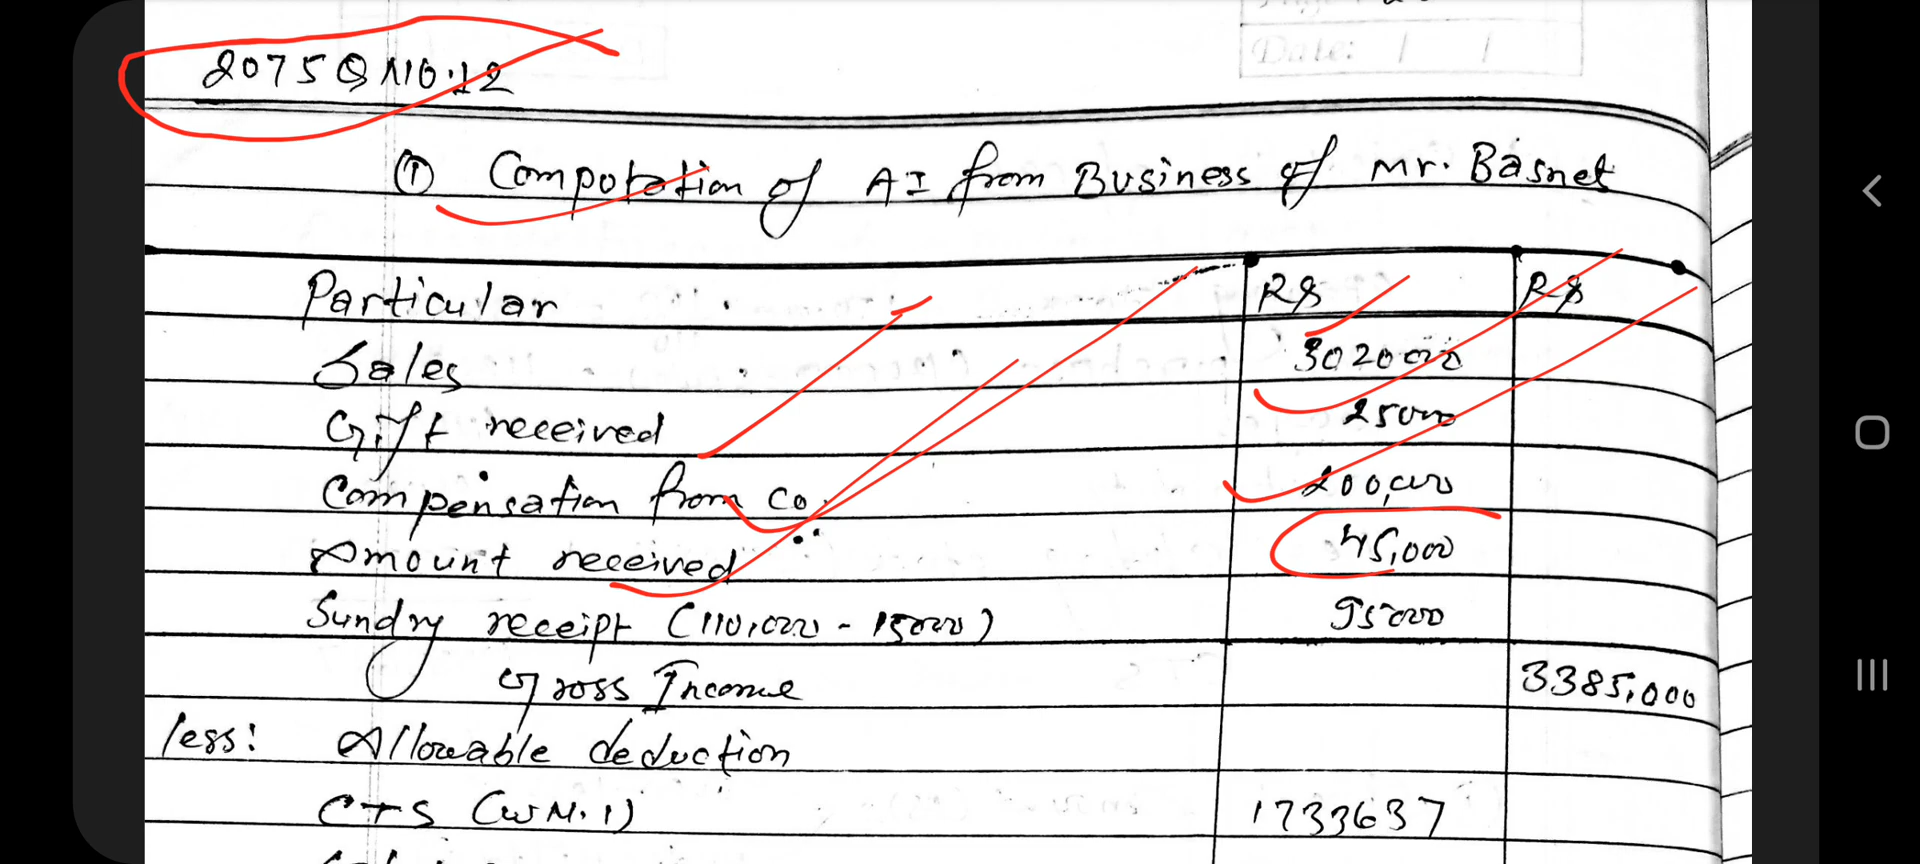 2075 Q NO.12
Date: / /
① Computation of AI from Business of Mr. Basnet
Particular Rs Rs
Sales 3020000
Gift received 25000
Compensation from Co. 200,000
Amount received 45,000
Sundry receipt (110,000 - 15000) 95000
Gross Income 3385,000
less: Allowable deduction
CTS (WN.1) 1733637